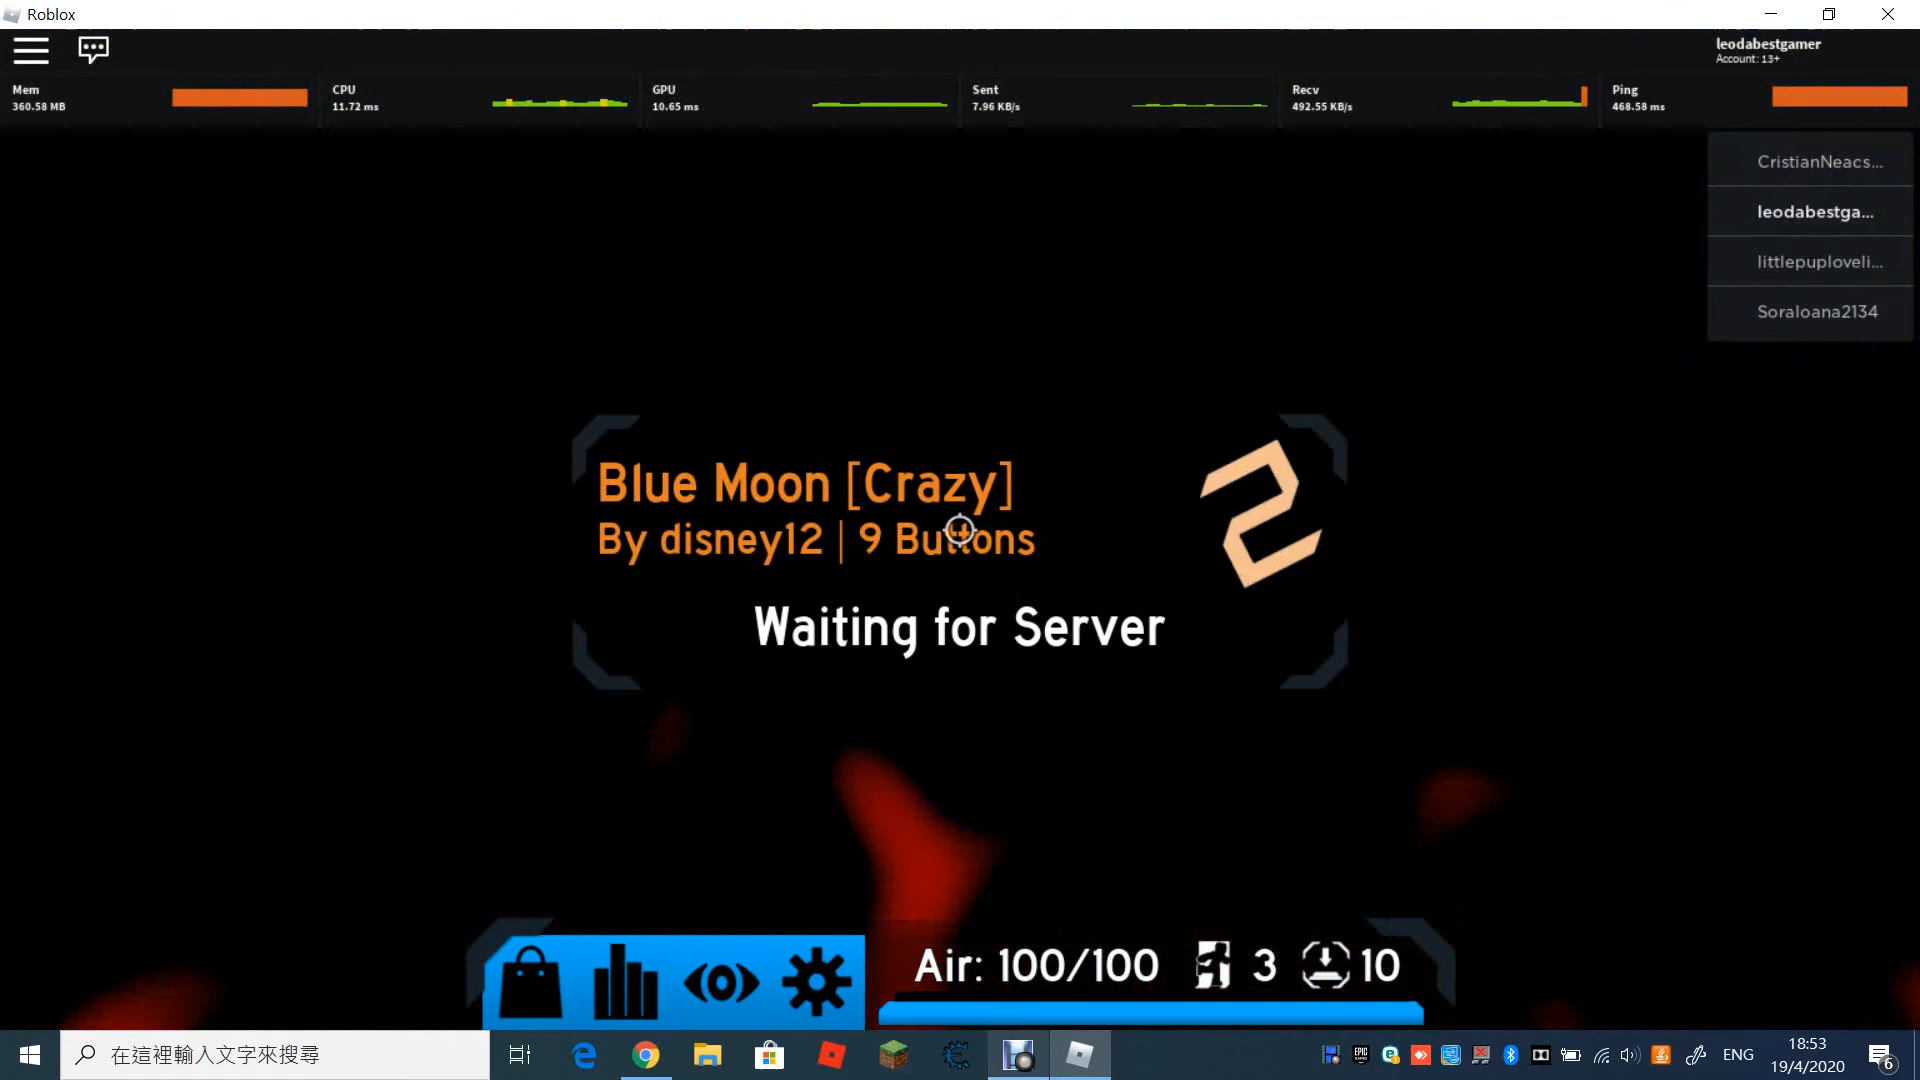 Roblox
leodabestgamer
Account: 13+
Mem
360.58 MB
CPU
11.72 ms
GPU
10.65 ms
Sent
7.96 KB/s
Recv
492.55 KB/s
Ping
468.58 ms
CristianNeacs...
leodabestga...
littlepuploveli...
Soraloana2134
Blue Moon [Crazy]
By disney12 | 9 Buttons
2
Waiting for Server
Air: 100/100 3 10
在這裡輸入文字來搜尋
ENG
18:53
19/4/2020
6